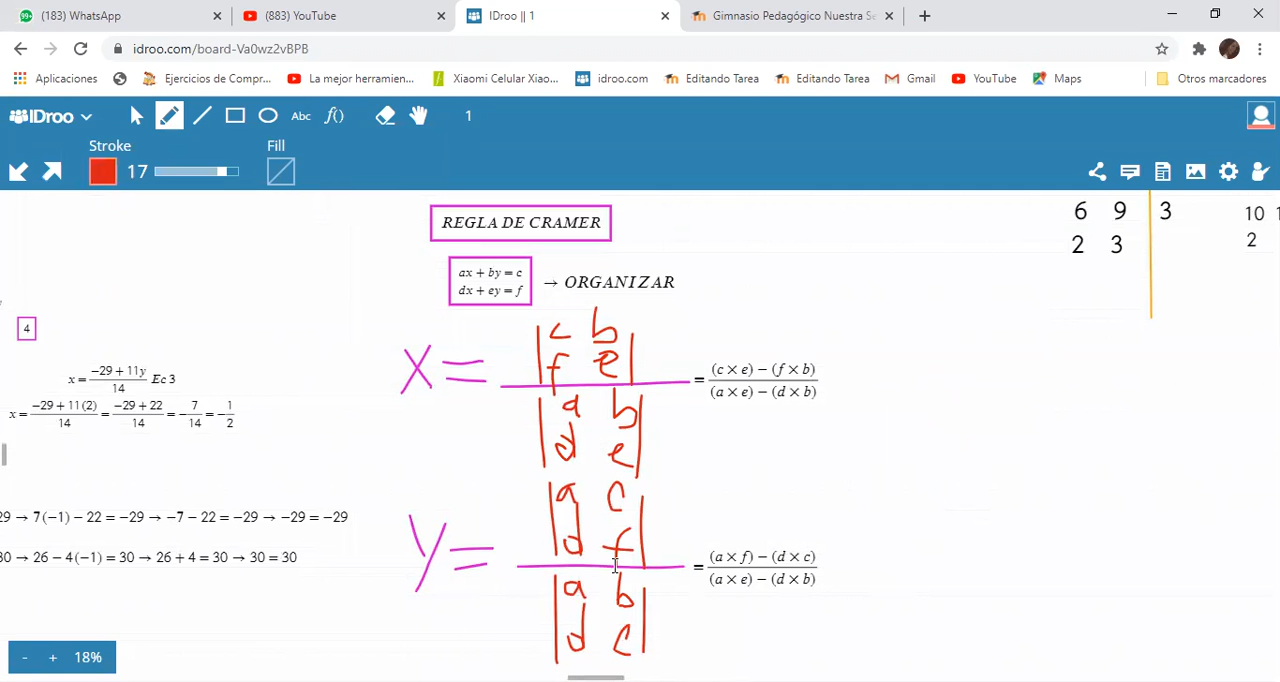 (183) WhatsApp
(883) YouTube
IDroo || 1
Gimnasio Pedagógico Nuestra Se
idroo.com/board-Va0wz2vBPB
Aplicaciones
Ejercicios de Compr...
La mejor herramien...
Xiaomi Celular Xiao...
idroo.com
Editando Tarea
Editando Tarea
Gmail
YouTube
Maps
Otros marcadores
IDroo
Abc
f()
1
Stroke
17
Fill
REGLA DE CRAMER
ax + by = c
dx + ey = f
→ ORGANIZAR
6 9 3
2 3
10 1
2
4
x = (-29 + 11y)/14 Ec 3
x = (-29 + 11(2))/14 = (-29 + 22)/14 = -7/14 = -1/2
29 → 7(-1) - 22 = -29 → -7 - 22 = -29 → -29 = -29
30 → 26 - 4(-1) = 30 → 26 + 4 = 30 → 30 = 30
X =
|c b|
|f e|
|a b|
|d e|
= ((c × e) - (f × b))/((a × e) - (d × b))
Y =
|a c|
|d f|
|a b|
|d c|
= ((a × f) - (d × c))/((a × e) - (d × b))
- + 18%